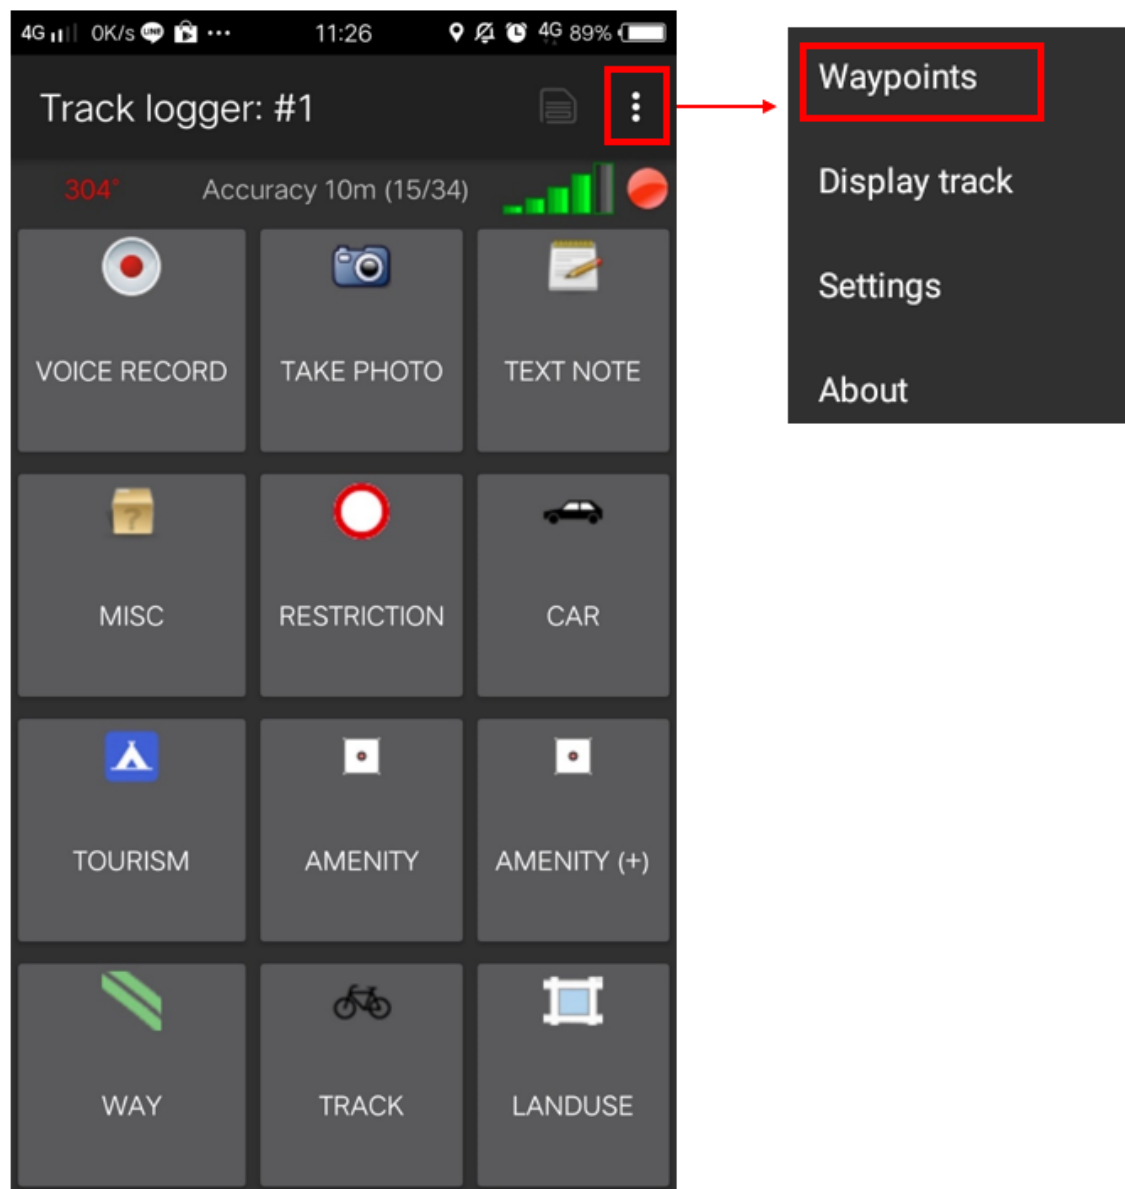 4G 0K/s LINE ••• 11:26 4G 89%
Track logger: #1
304° Accuracy 10m (15/34)
VOICE RECORD TAKE PHOTO TEXT NOTE
?
MISC RESTRICTION CAR
TOURISM AMENITY AMENITY (+)
WAY TRACK LANDUSE
Waypoints
Display track
Settings
About